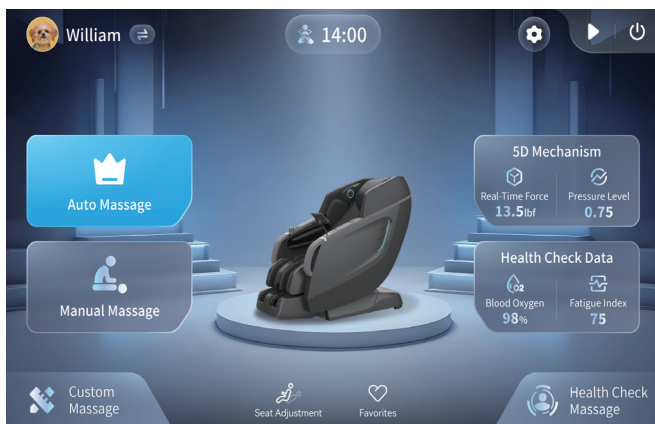 William
14:00
Auto Massage
Manual Massage
5D Mechanism
Real-Time Force
13.5lbf
Pressure Level
0.75
Health Check Data
O2
Blood Oxygen
98%
Fatigue Index
75
Custom
Massage
Seat Adjustment
Favorites
Health Check
Massage